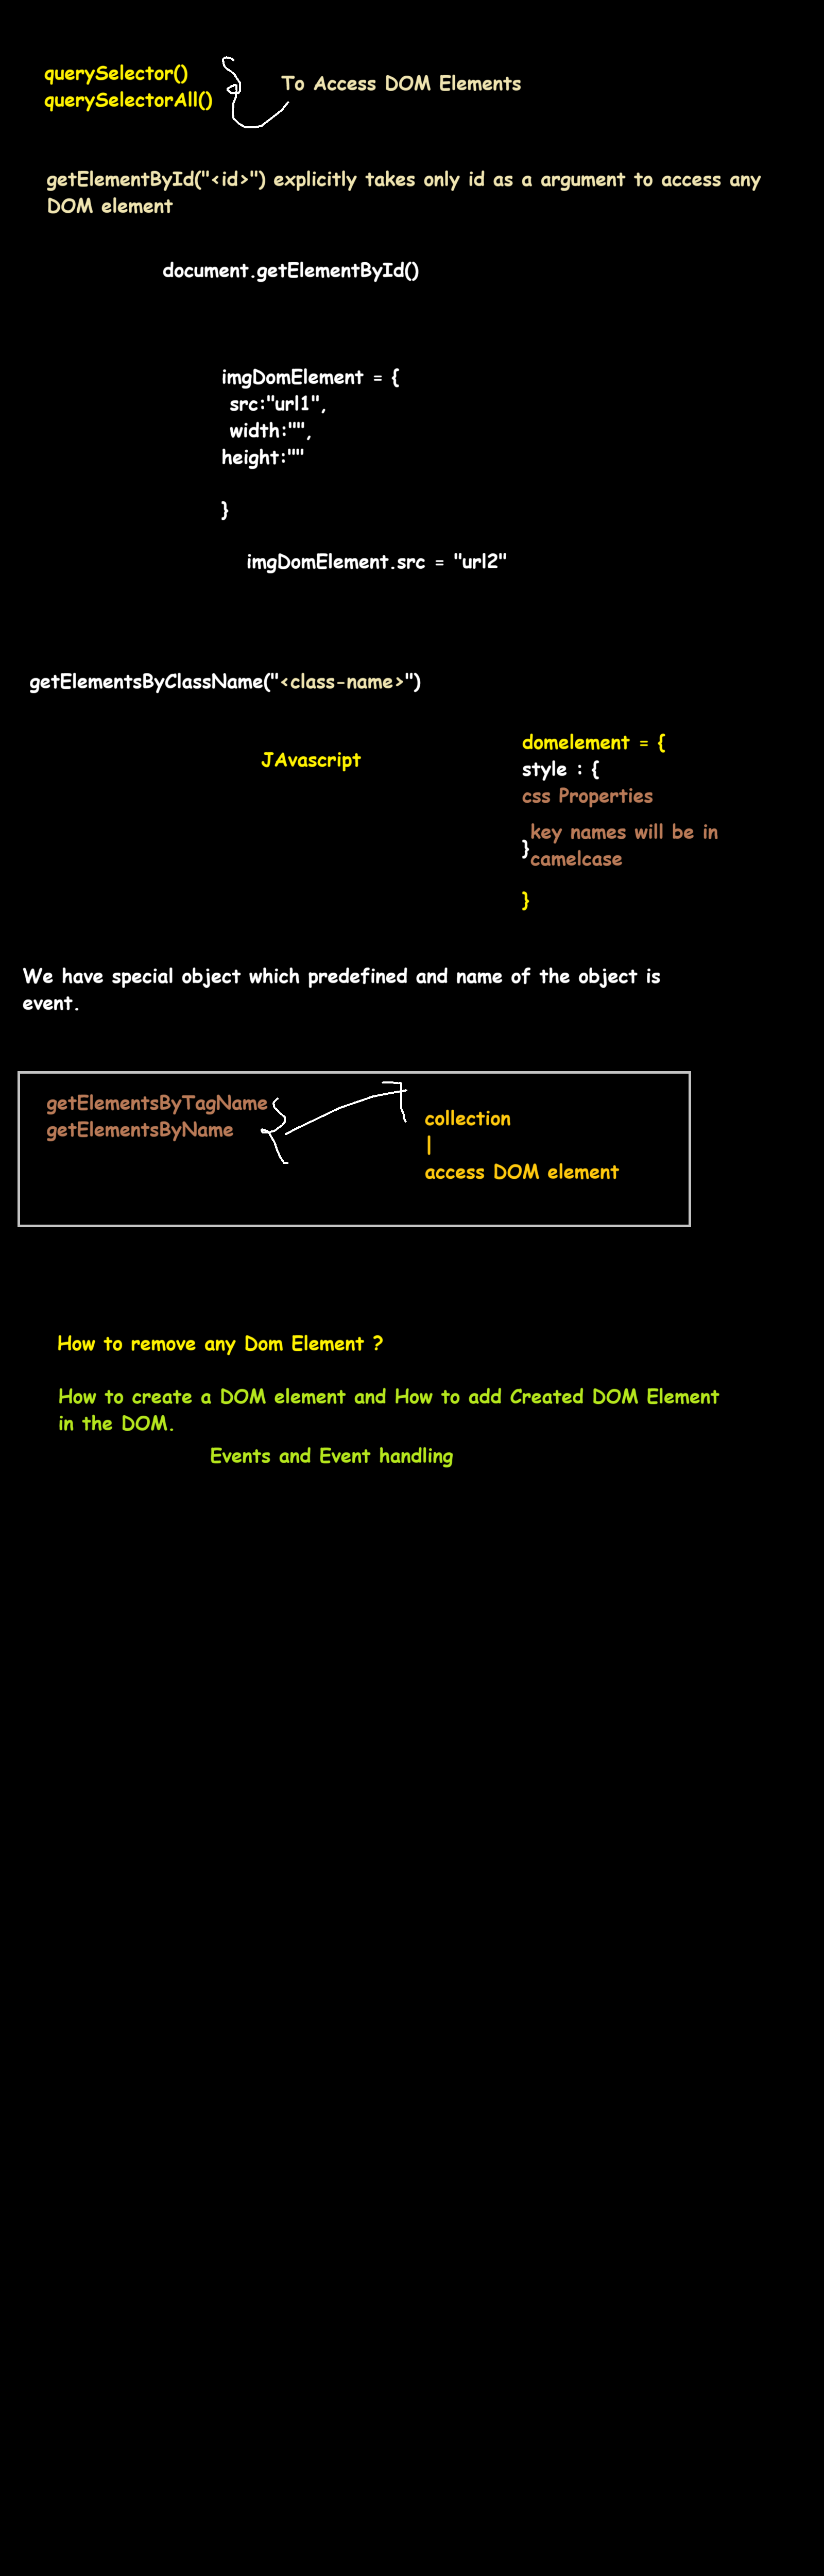 querySelector()
querySelectorAll()
To Access DOM Elements
getElementById("<id>") explicitly takes only id as a argument to access any
DOM element
document.getElementById()
imgDomElement = {
src:"url1",
width:"",
height:""
}
imgDomElement.src = "url2"
getElementsByClassName("<class-name>")
JAvascript
domelement = {
style : {
css Properties
key names will be in
camelcase
}
}
We have special object which predefined and name of the object is
event.
getElementsByTagName
getElementsByName
collection
|
access DOM element
How to remove any Dom Element ?
How to create a DOM element and How to add Created DOM Element
in the DOM.
Events and Event handling